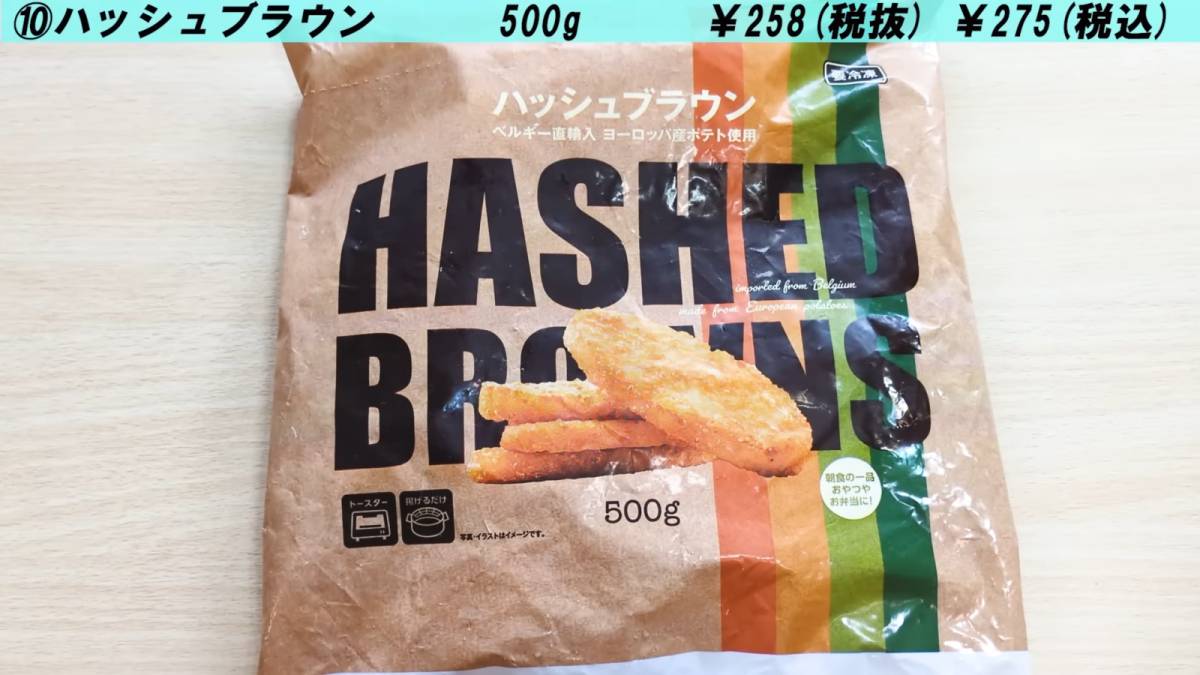 ⑩ハッシュブラウン 500g ¥258(税抜) ¥275(税込)
要冷凍
ハッシュブラウン
ベルギー直輸入 ヨーロッパ産ポテト使用
HASHED
imported from Belgium
made from European potatoes
BROWNS
朝食の一品
おやつや
お弁当に!
トースター
揚げるだけ
500g
写真・イラストはイメージです。